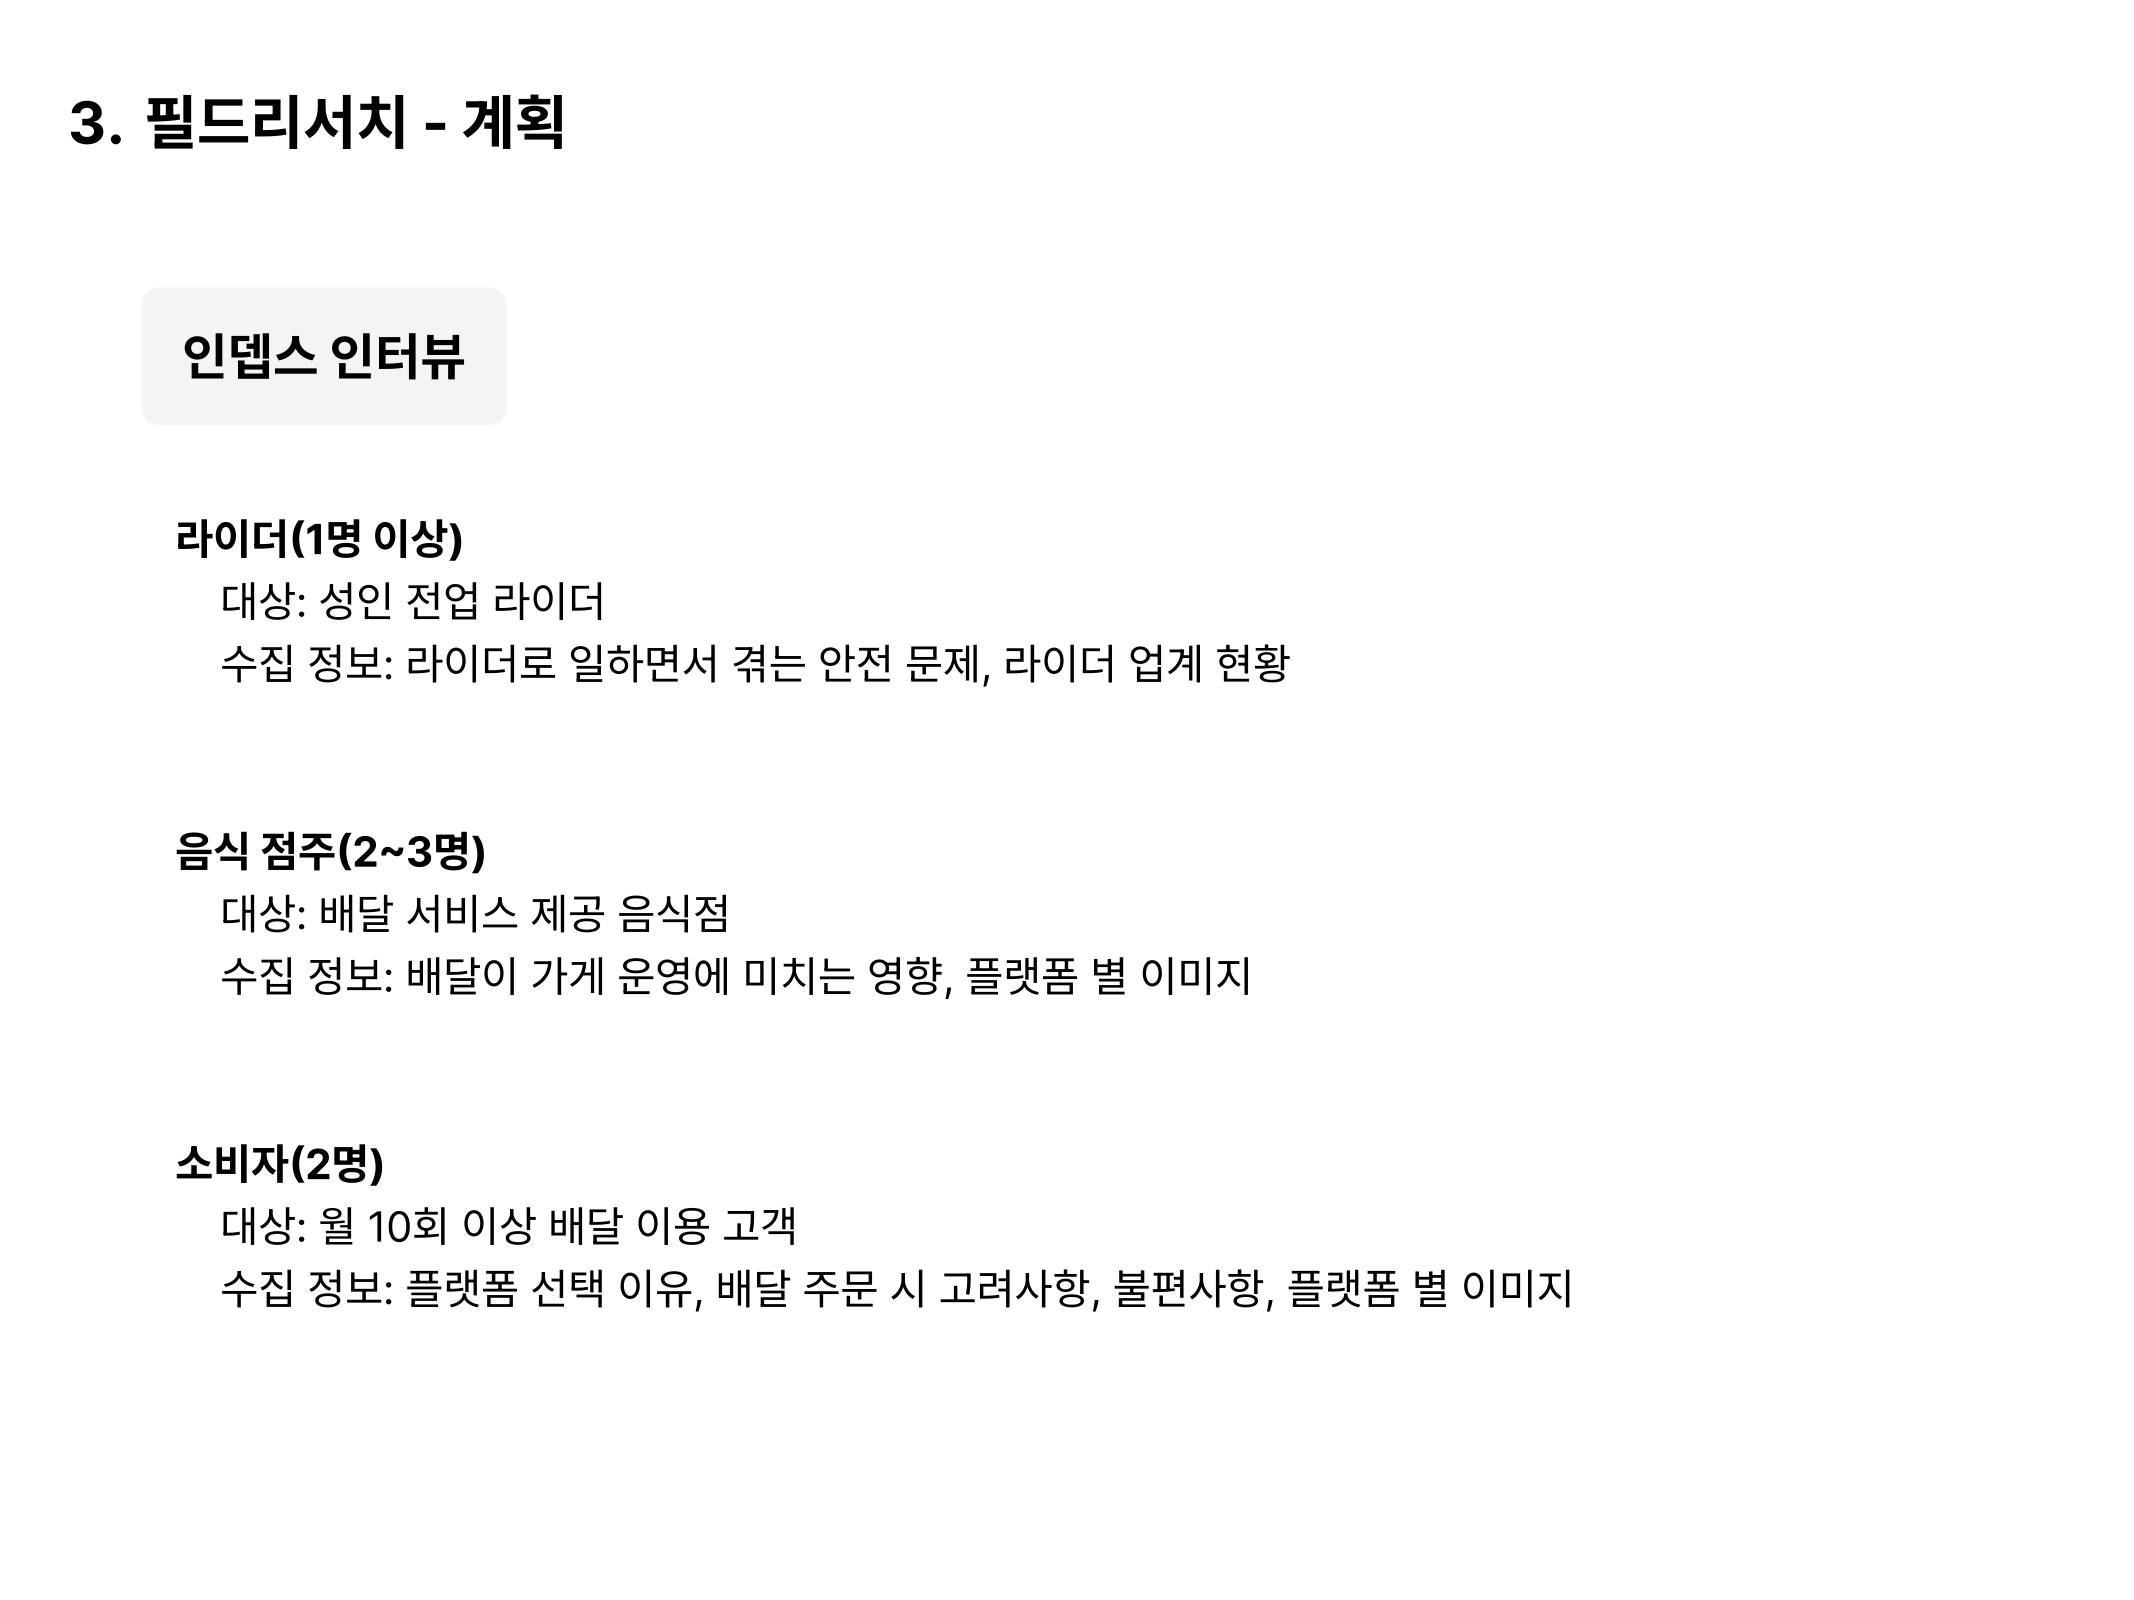 3. 필드리서치 - 계획
인뎁스 인터뷰
라이더(1명 이상)
대상: 성인 전업 라이더
수집 정보: 라이더로 일하면서 겪는 안전 문제, 라이더 업계 현황
음식 점주(2~3명)
대상: 배달 서비스 제공 음식점
수집 정보: 배달이 가게 운영에 미치는 영향, 플랫폼 별 이미지
소비자(2명)
대상: 월 10회 이상 배달 이용 고객
수집 정보: 플랫폼 선택 이유, 배달 주문 시 고려사항, 불편사항, 플랫폼 별 이미지